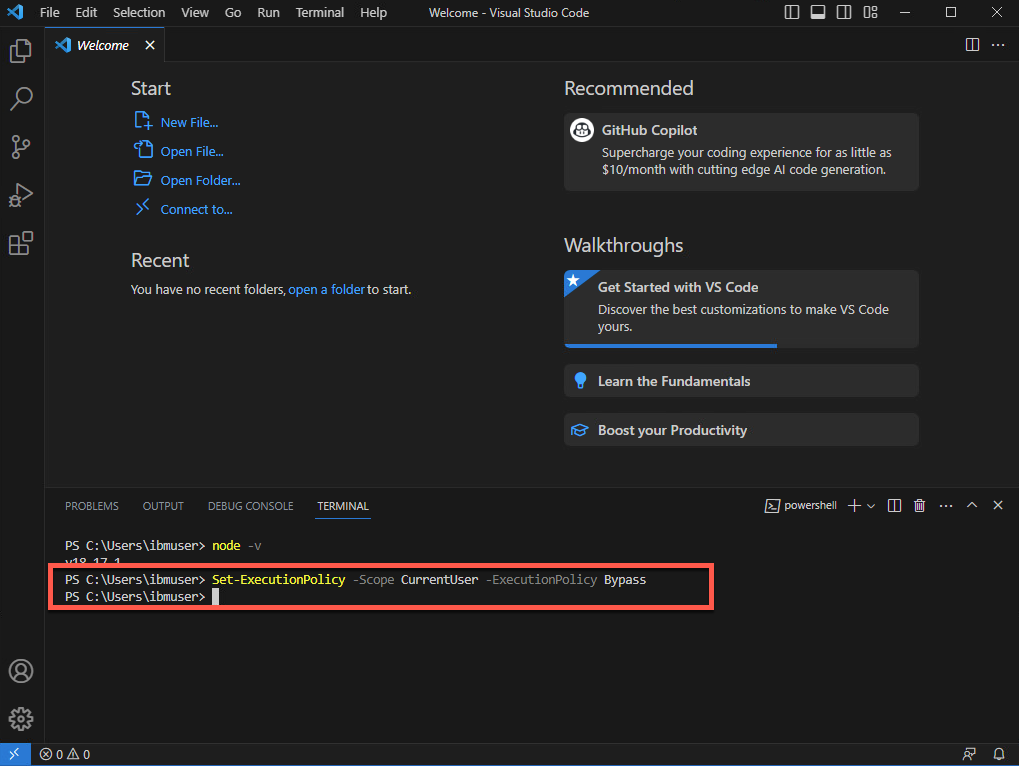 File Edit Selection View Go Run Terminal Help
Welcome - Visual Studio Code
Welcome
Start
New File...
Open File...
Open Folder...
Connect to...
Recent
You have no recent folders, open a folder to start.
Recommended
GitHub Copilot
Supercharge your coding experience for as little as
$10/month with cutting edge AI code generation.
Walkthroughs
Get Started with VS Code
Discover the best customizations to make VS Code
yours.
Learn the Fundamentals
Boost your Productivity
PROBLEMS OUTPUT DEBUG CONSOLE TERMINAL
powershell
PS C:\Users\ibmuser> node -v
v18.17.1
PS C:\Users\ibmuser> Set-ExecutionPolicy -Scope CurrentUser -ExecutionPolicy Bypass
PS C:\Users\ibmuser>
0 0